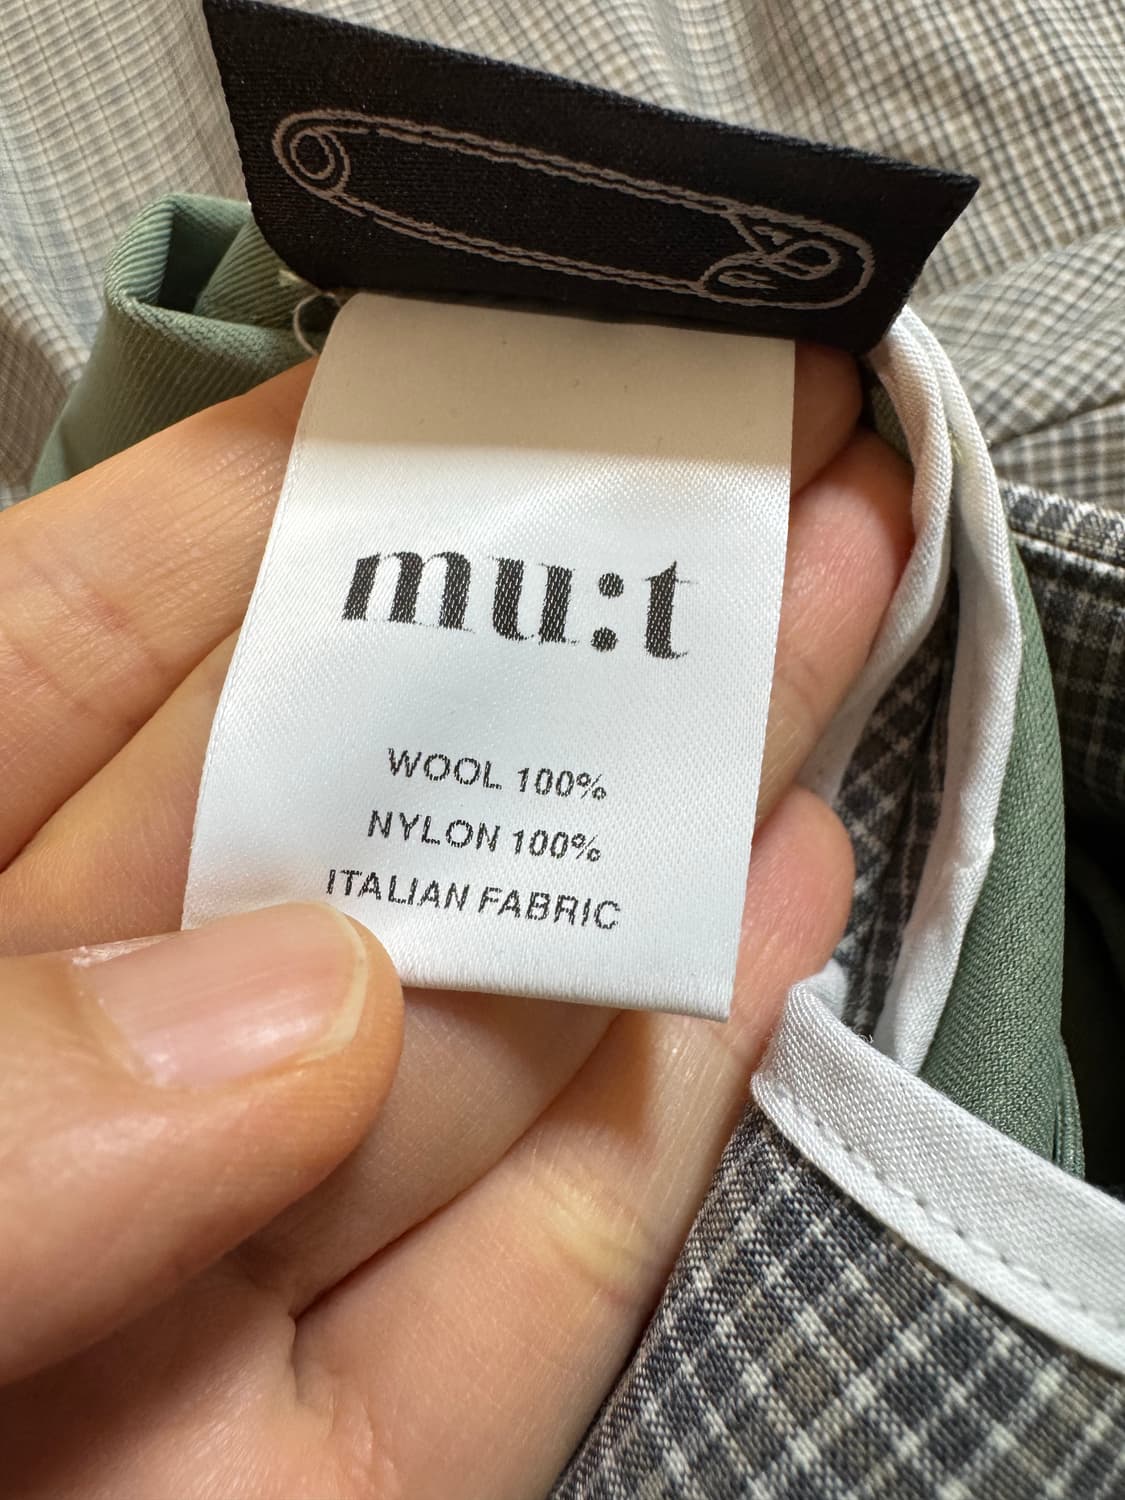 mu:t
WOOL 100%
NYLON 100%
ITALIAN FABRIC